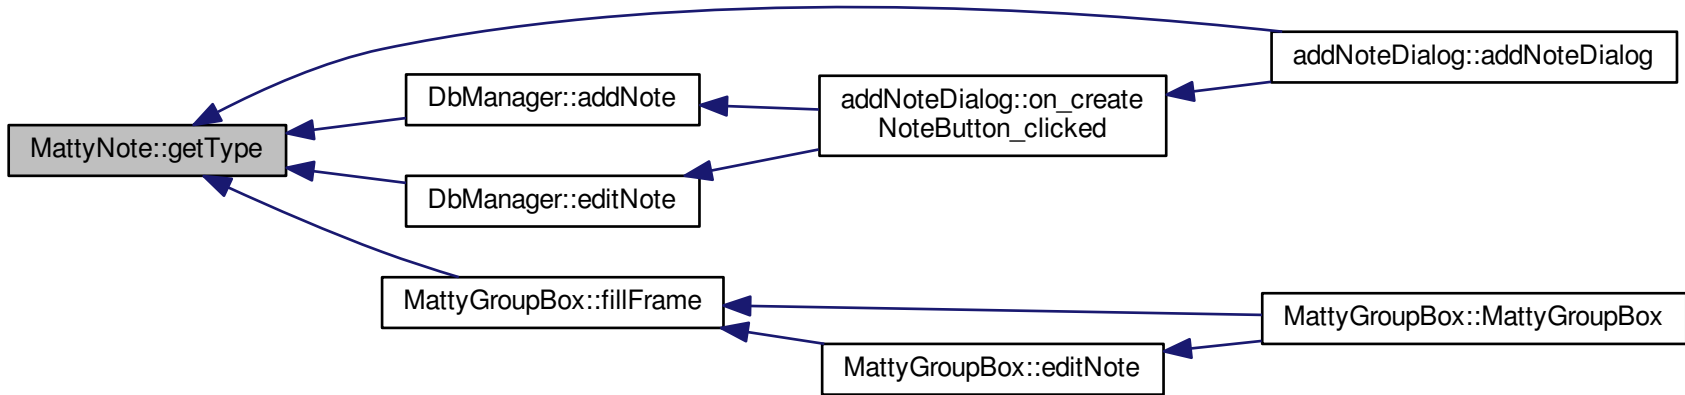 addNoteDialog::addNoteDialog
DbManager::addNote
addNoteDialog::on_create
NoteButton_clicked
MattyNote::getType
DbManager::editNote
MattyGroupBox::fillFrame
MattyGroupBox::MattyGroupBox
MattyGroupBox::editNote